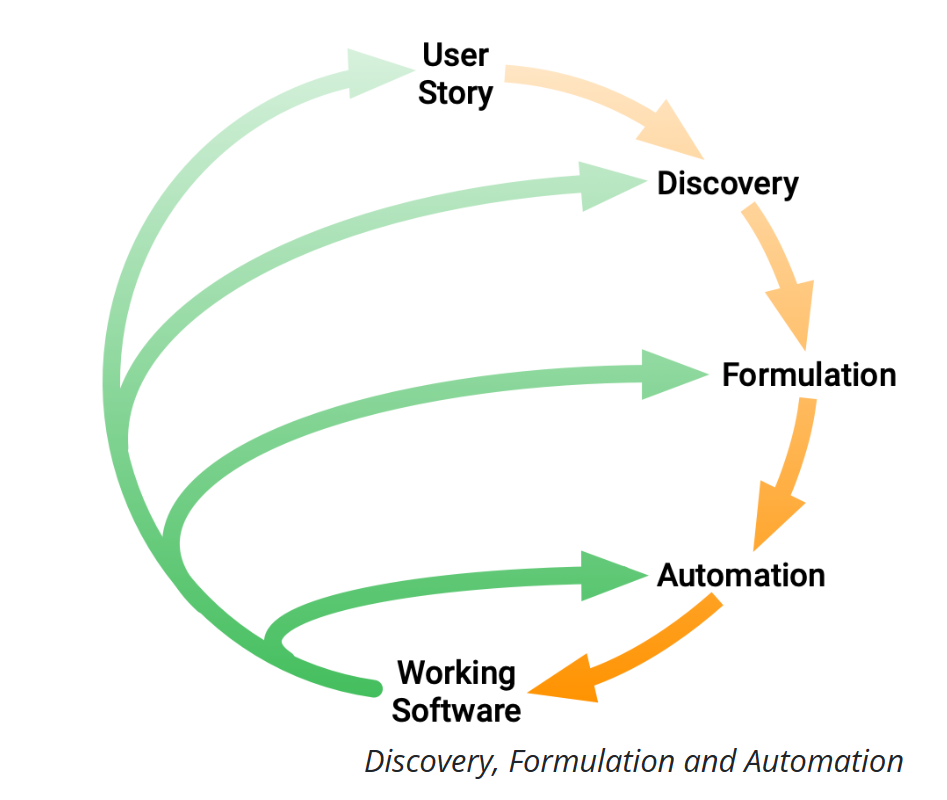 User
Story
Discovery
Formulation
Automation
Working
Software
Discovery, Formulation and Automation